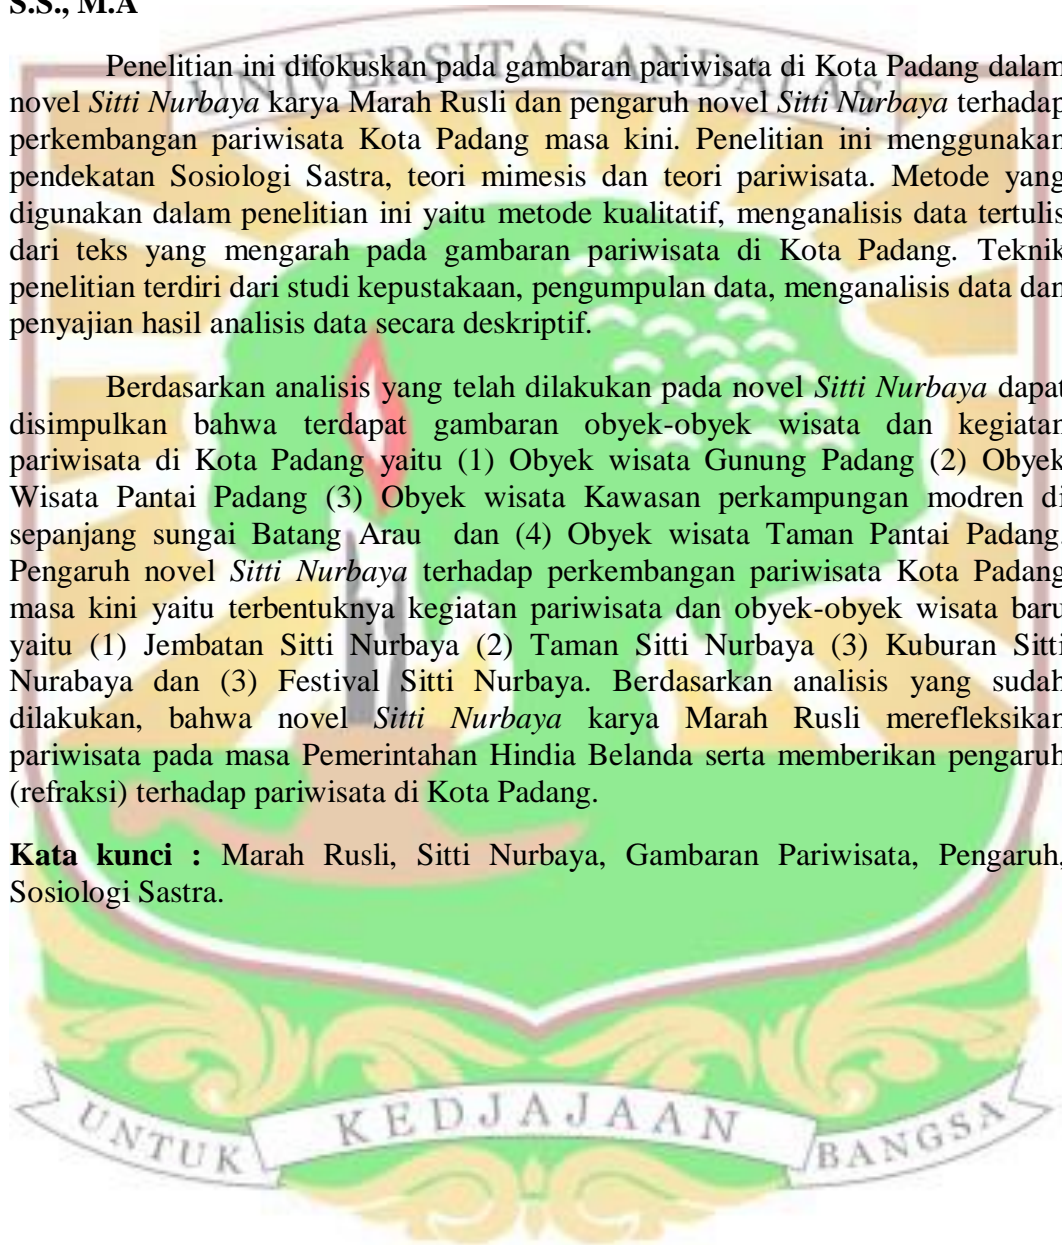 S.S., M.A
UNIVERSITAS ANDALAS
Penelitian ini difokuskan pada gambaran pariwisata di Kota Padang dalam
novel Sitti Nurbaya karya Marah Rusli dan pengaruh novel Sitti Nurbaya terhadap
perkembangan pariwisata Kota Padang masa kini. Penelitian ini menggunakan
pendekatan Sosiologi Sastra, teori mimesis dan teori pariwisata. Metode yang
digunakan dalam penelitian ini yaitu metode kualitatif, menganalisis data tertulis
dari teks yang mengarah pada gambaran pariwisata di Kota Padang. Teknik
penelitian terdiri dari studi kepustakaan, pengumpulan data, menganalisis data dan
penyajian hasil analisis data secara deskriptif.
Berdasarkan analisis yang telah dilakukan pada novel Sitti Nurbaya dapat
disimpulkan bahwa terdapat gambaran obyek-obyek wisata dan kegiatan
pariwisata di Kota Padang yaitu (1) Obyek wisata Gunung Padang (2) Obyek
Wisata Pantai Padang (3) Obyek wisata Kawasan perkampungan modren di
sepanjang sungai Batang Arau dan (4) Obyek wisata Taman Pantai Padang.
Pengaruh novel Sitti Nurbaya terhadap perkembangan pariwisata Kota Padang
masa kini yaitu terbentuknya kegiatan pariwisata dan obyek-obyek wisata baru
yaitu (1) Jembatan Sitti Nurbaya (2) Taman Sitti Nurbaya (3) Kuburan Sitti
Nurabaya dan (3) Festival Sitti Nurbaya. Berdasarkan analisis yang sudah
dilakukan, bahwa novel Sitti Nurbaya karya Marah Rusli merefleksikan
pariwisata pada masa Pemerintahan Hindia Belanda serta memberikan pengaruh
(refraksi) terhadap pariwisata di Kota Padang.
Kata kunci : Marah Rusli, Sitti Nurbaya, Gambaran Pariwisata, Pengaruh,
Sosiologi Sastra.
UNTUK KEDJAJAAN BANGSA